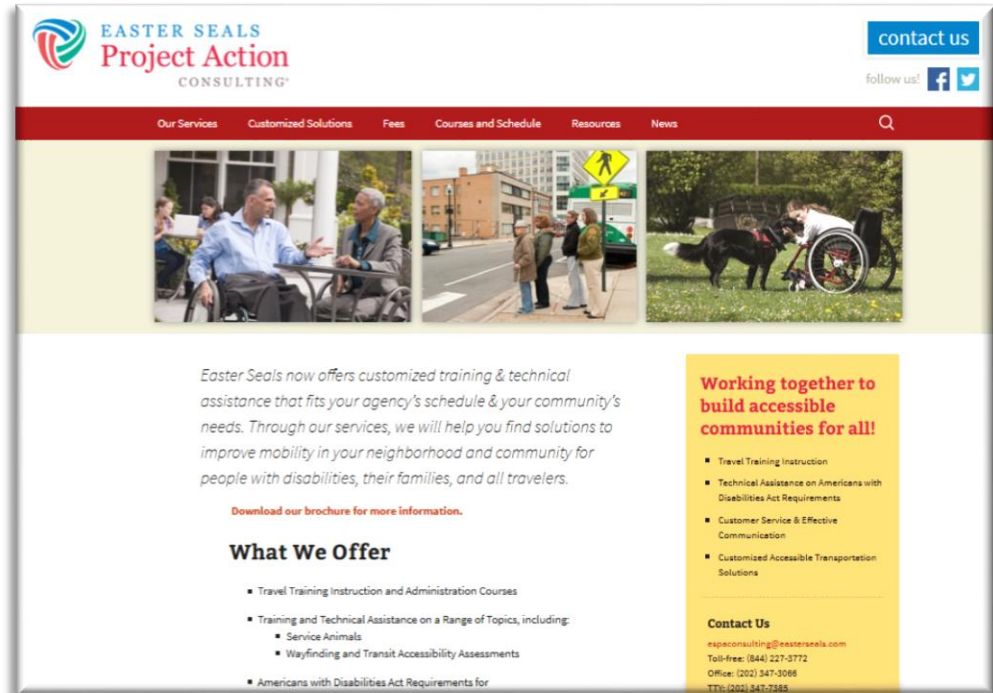 EASTER SEALS
Project Action
CONSULTING
contact us
follow us!
Our Services Customized Solutions Fees Courses and Schedule Resources News
Easter Seals now offers customized training & technical
assistance that fits your agency's schedule & your community's
needs. Through our services, we will help you find solutions to
improve mobility in your neighborhood and community for
people with disabilities, their families, and all travelers.
Download our brochure for more information.
What We Offer
Travel Training Instruction and Administration Courses
Training and Technical Assistance on a Range of Topics, including:
Service Animals
Wayfinding and Transit Accessibility Assessments
Americans with Disabilities Act Requirements for
Working together to
build accessible
communities for all!
Travel Training Instruction
Technical Assistance on Americans with
Disabilities Act Requirements
Customer Service & Effective
Communication
Customized Accessible Transportation
Solutions
Contact Us
espaconsulting@easterseals.com
Toll-free: (844) 227-3772
Office: (202) 347-3066
TTY: (202) 347-7385